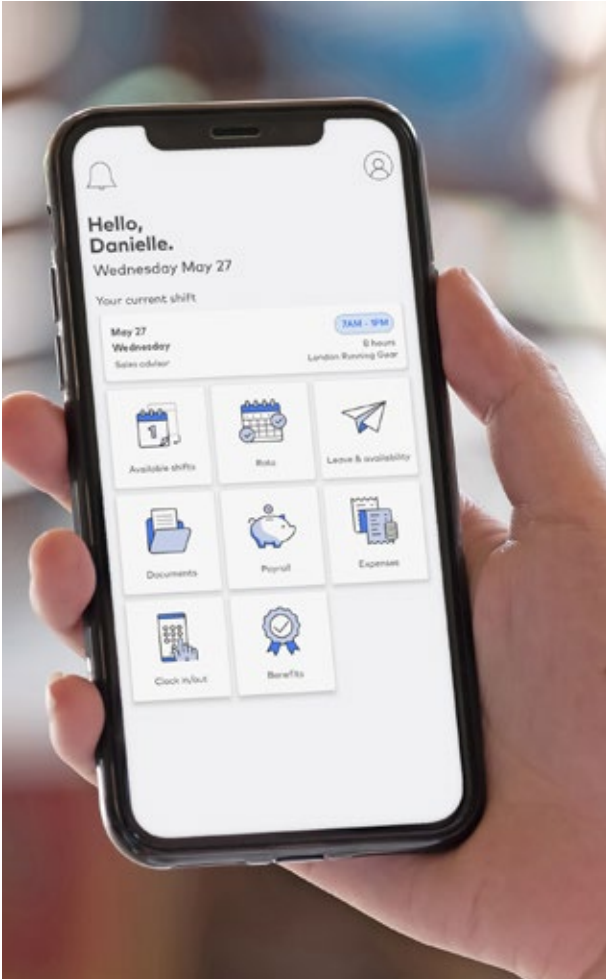 Hello,
Danielle.
Wednesday May 27
Your current shift
May 27
7AM - 1PM
Wednesday
6 hours
Sales advisor
London Running Gear
1
Available shifts
Rota
Leave & availability
Documents
Payroll
Expenses
Clock in/out
Benefits